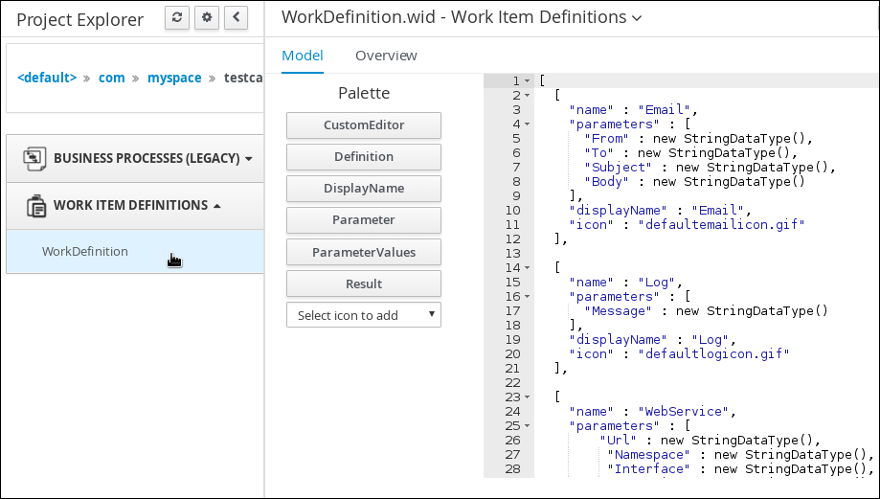 Project Explorer
<default> » com » myspace » testca
BUSINESS PROCESSES (LEGACY)
WORK ITEM DEFINITIONS
WorkDefinition
WorkDefinition.wid - Work Item Definitions
Model Overview
Palette
CustomEditor
Definition
DisplayName
Parameter
ParameterValues
Result
Select icon to add
1 [
2 [
3 "name" : "Email",
4 "parameters" : [
5 "From" : new StringDataType(),
6 "To" : new StringDataType(),
7 "Subject" : new StringDataType(),
8 "Body" : new StringDataType()
9 ],
10 "displayName" : "Email",
11 "icon" : "defaultemailicon.gif"
12 ],
13
14 [
15 "name" : "Log",
16 "parameters" : [
17 "Message" : new StringDataType()
18 ],
19 "displayName" : "Log",
20 "icon" : "defaultlogicon.gif"
21 ],
22
23 [
24 "name" : "WebService",
25 "parameters" : [
26 "Url" : new StringDataType(),
27 "Namespace" : new StringDataType(),
28 "Interface" : new StringDataType(),